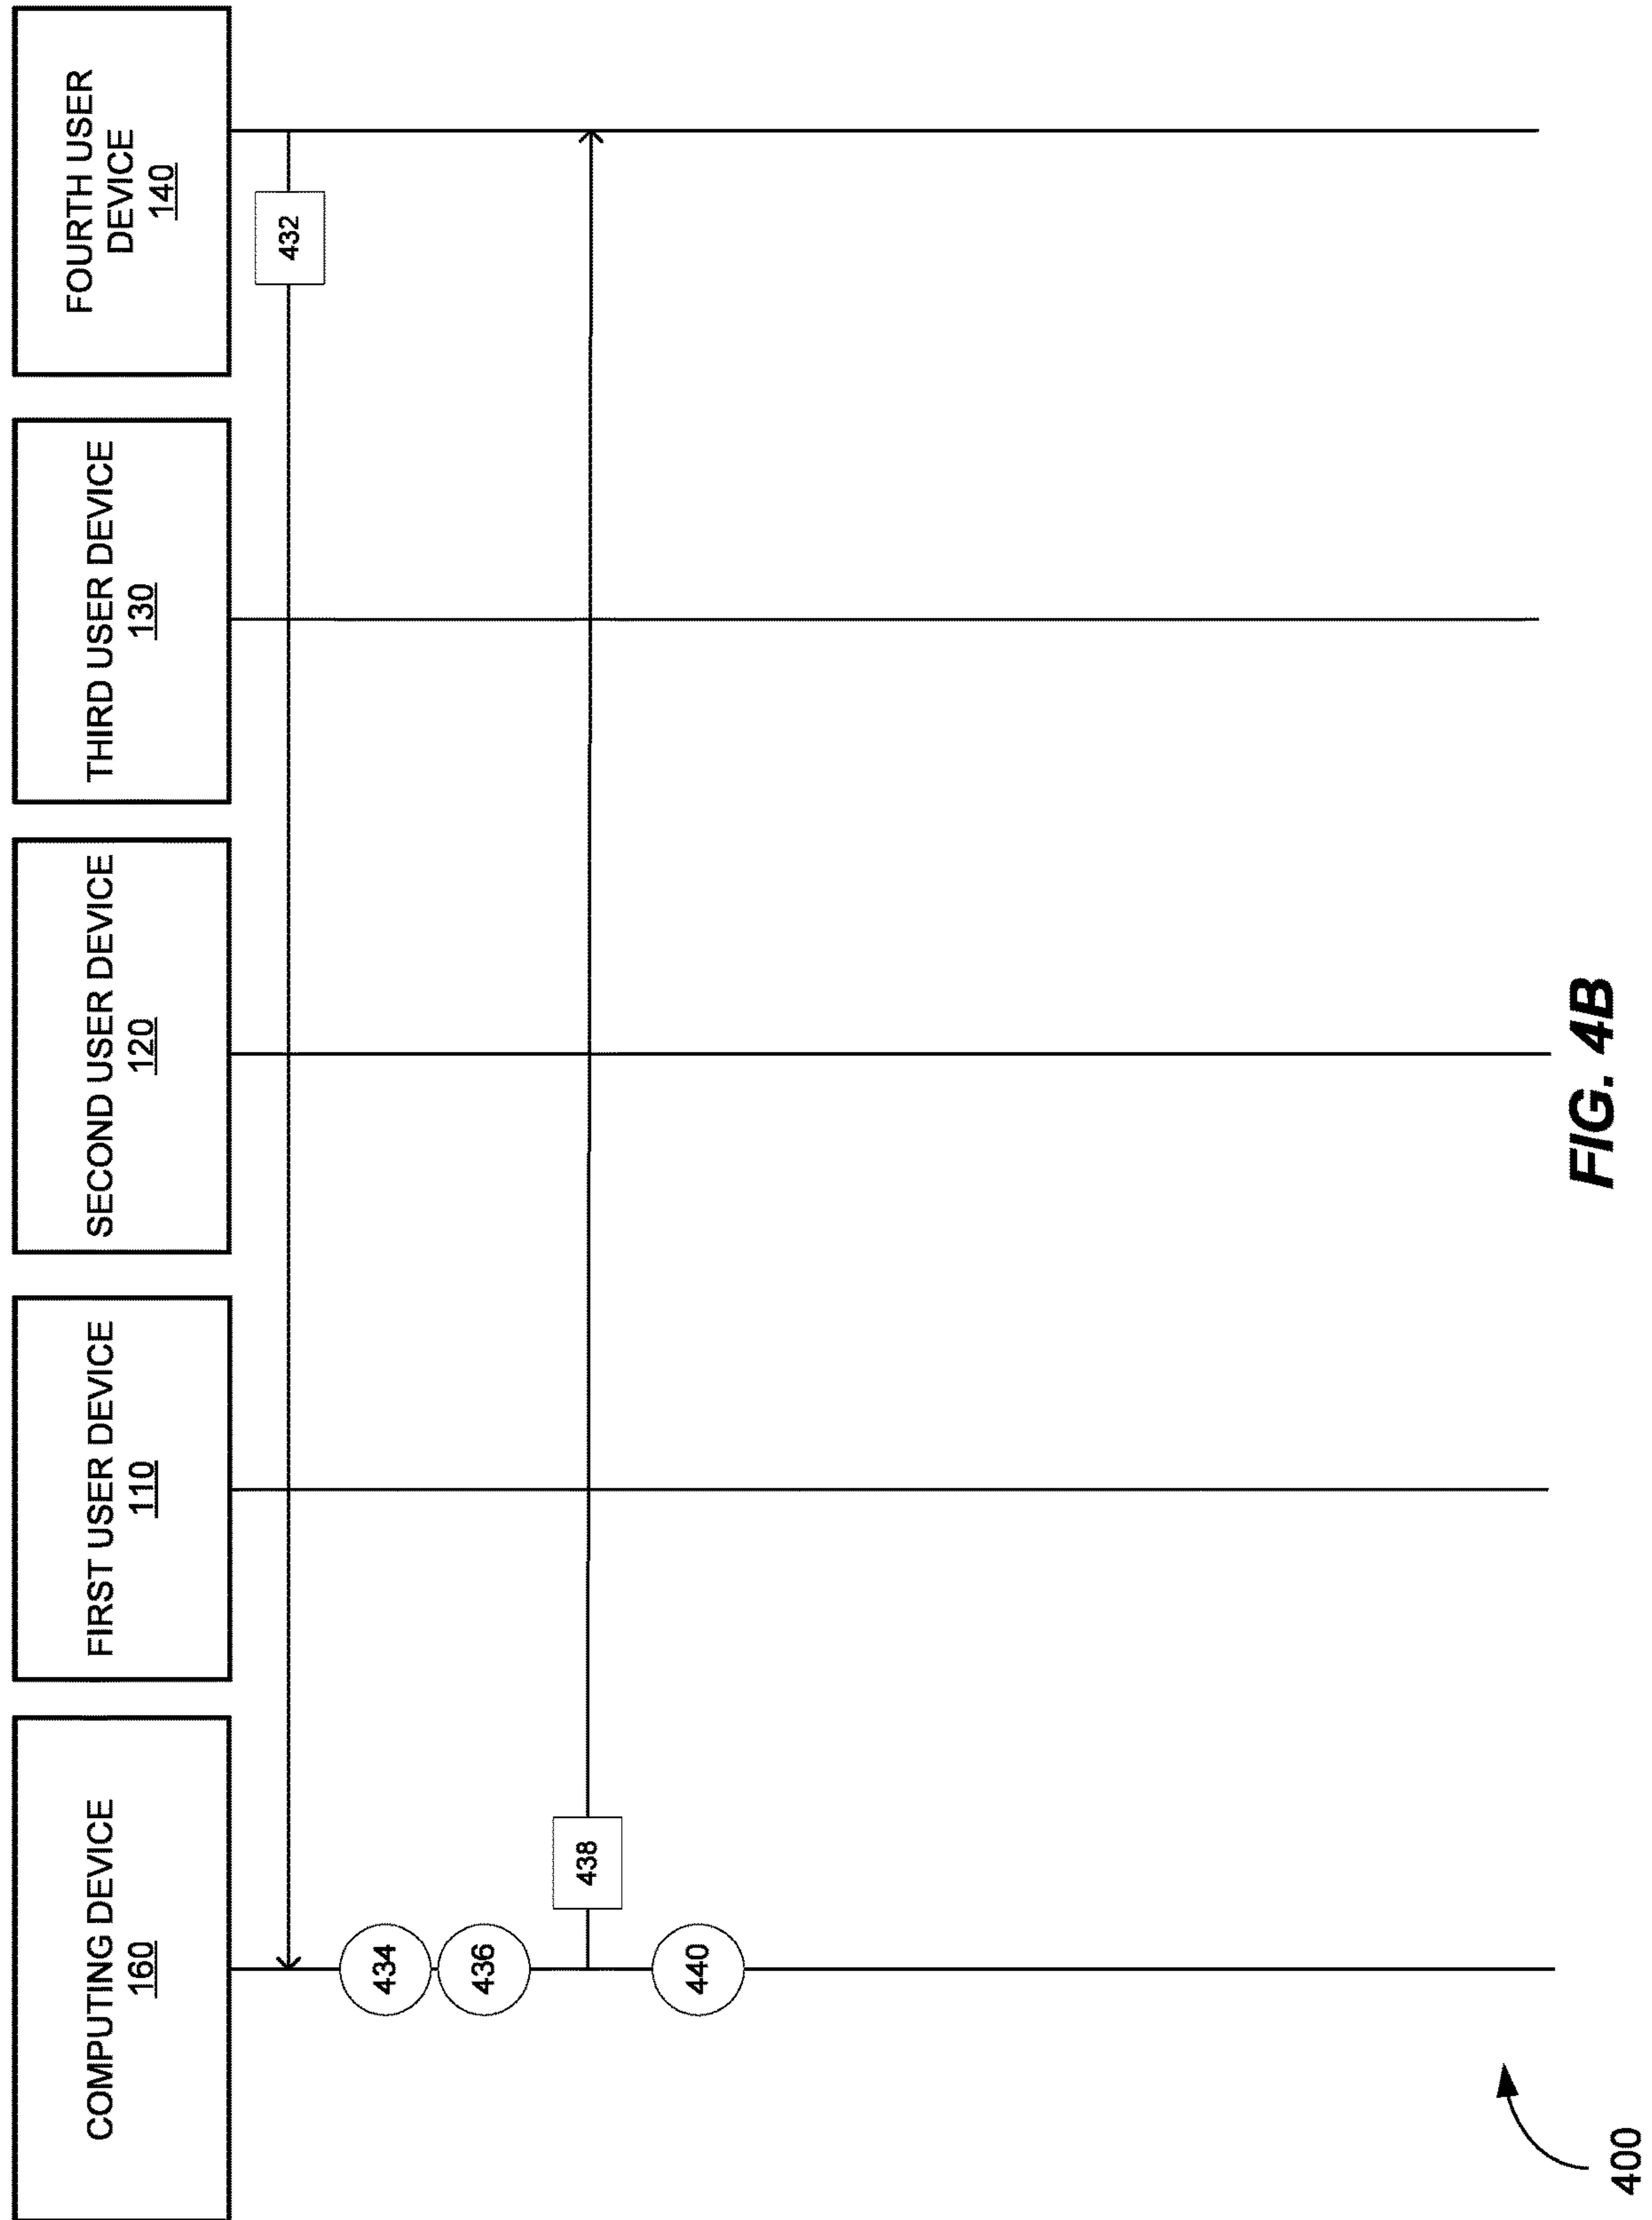 COMPUTING DEVICE
160
FIRST USER DEVICE
110
SECOND USER DEVICE
120
THIRD USER DEVICE
130
FOURTH USER
DEVICE
140
432
434
436
438
440
400
FIG. 4B